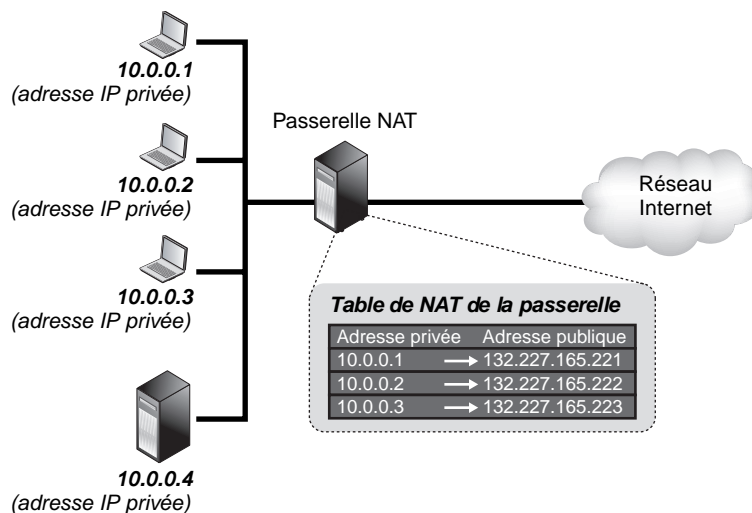 10.0.0.1
(adresse IP privée)
Passerelle NAT
10.0.0.2
(adresse IP privée)
Réseau
Internet
10.0.0.3
(adresse IP privée)
Table de NAT de la passerelle
Adresse privée Adresse publique
10.0.0.1 → 132.227.165.221
10.0.0.2 → 132.227.165.222
10.0.0.3 → 132.227.165.223
10.0.0.4
(adresse IP privée)